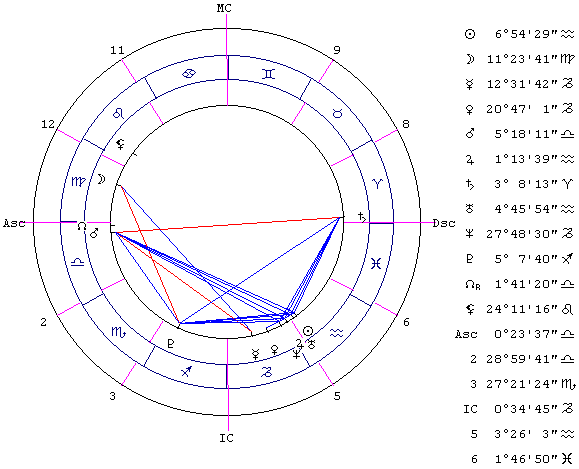 MC
11
9
12
8
Asc
Dsc
2
6
3
5
IC
☉ 6°54'29"♒
☽ 11°23'41"♍
☿ 12°31'42"♑
♀ 20°47' 1"♑
♂ 5°18'11"♎
♃ 1°13'39"♒
♄ 3° 8'13"♈
♅ 4°45'54"♒
♆ 27°48'30"♑
♇ 5° 7'40"♐
☊R 1°41'20"♎
⚸ 24°11'16"♌
Asc 0°23'37"♎
2 28°59'41"♎
3 27°21'24"♏
IC 0°34'45"♑
5 3°26' 3"♒
6 1°46'50"♓